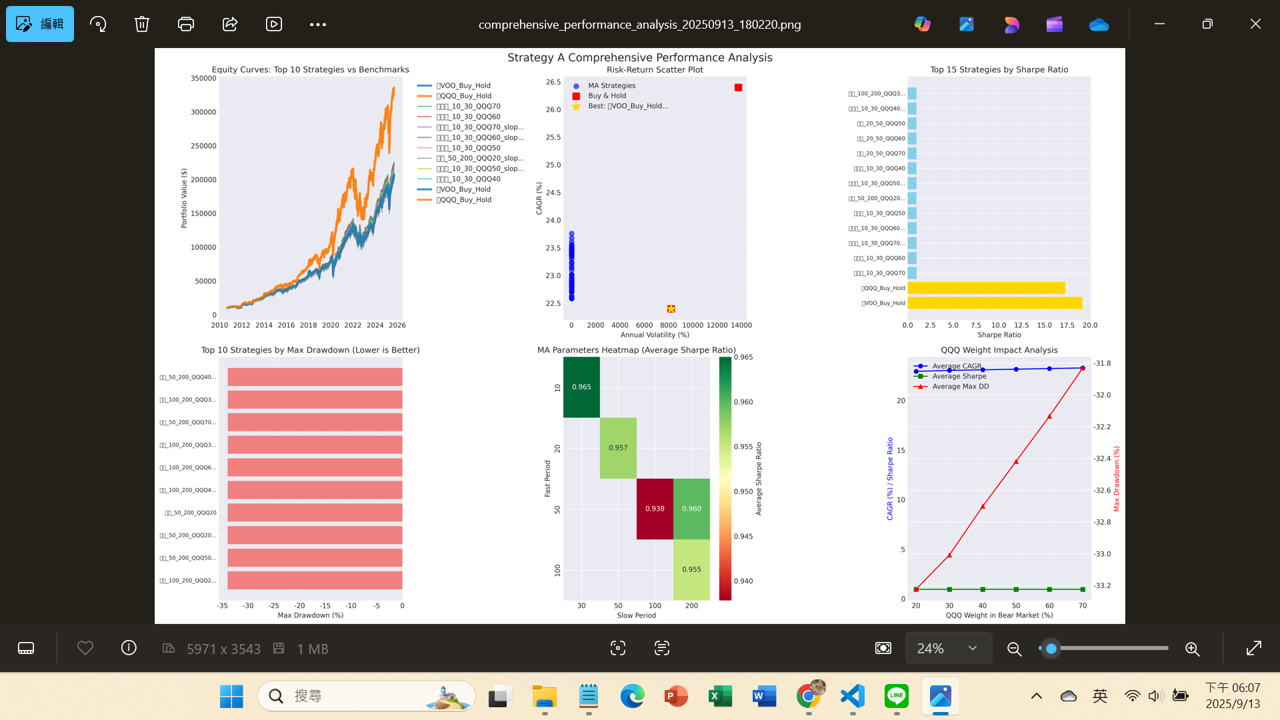 編輯
comprehensive_performance_analysis_20250913_180220.png
Strategy A Comprehensive Performance Analysis
Equity Curves: Top 10 Strategies vs Benchmarks
Portfolio Value ($)
350000
300000
250000
200000
150000
100000
50000
0
2010 2012 2014 2016 2018 2020 2022 2024 2026
VOO_Buy_Hold
QQQ_Buy_Hold
_10_30_QQQ70
_10_30_QQQ60
_10_30_QQQ70_slop...
_10_30_QQQ60_slop...
_10_30_QQQ50
_50_200_QQQ20_slop...
_10_30_QQQ50_slop...
_10_30_QQQ40
VOO_Buy_Hold
QQQ_Buy_Hold
Risk-Return Scatter Plot
MA Strategies
Buy & Hold
Best: VOO_Buy_Hold...
CAGR (%)
26.5
26.0
25.5
25.0
24.5
24.0
23.5
23.0
22.5
0 2000 4000 6000 8000 10000 12000 14000
Annual Volatility (%)
Top 15 Strategies by Sharpe Ratio
_100_200_QQQ3...
_10_30_QQQ40...
_20_50_QQQ50
_20_50_QQQ60
_20_50_QQQ70
_10_30_QQQ40
_10_30_QQQ50...
_50_200_QQQ20...
_10_30_QQQ50
_10_30_QQQ60...
_10_30_QQQ70...
_10_30_QQQ60
_10_30_QQQ70
QQQ_Buy_Hold
VOO_Buy_Hold
0.0 2.5 5.0 7.5 10.0 12.5 15.0 17.5 20.0
Sharpe Ratio
Top 10 Strategies by Max Drawdown (Lower is Better)
_50_200_QQQ40...
_100_200_QQQ3...
_50_200_QQQ70...
_100_200_QQQ3...
_100_200_QQQ6...
_100_200_QQQ4...
_50_200_QQQ20
_50_200_QQQ20...
_50_200_QQQ50...
_100_200_QQQ2...
-35 -30 -25 -20 -15 -10 -5 0
Max Drawdown (%)
MA Parameters Heatmap (Average Sharpe Ratio)
Fast Period
10
20
50
100
0.965
0.957
0.938 0.960
0.955
30 50 100 200
Slow Period
0.965
0.960
0.955
0.950
0.945
0.940
Average Sharpe Ratio
QQQ Weight Impact Analysis
Average CAGR
Average Sharpe
Average Max DD
CAGR (%) / Sharpe Ratio
20
15
10
5
0
20 30 40 50 60 70
QQQ Weight in Bear Market (%)
-31.8
-32.0
-32.2
-32.4
-32.6
-32.8
-33.0
-33.2
Max Drawdown (%)
5971 x 3543
1 MB
24%
搜尋
英
下午 06:07
2025/9/13